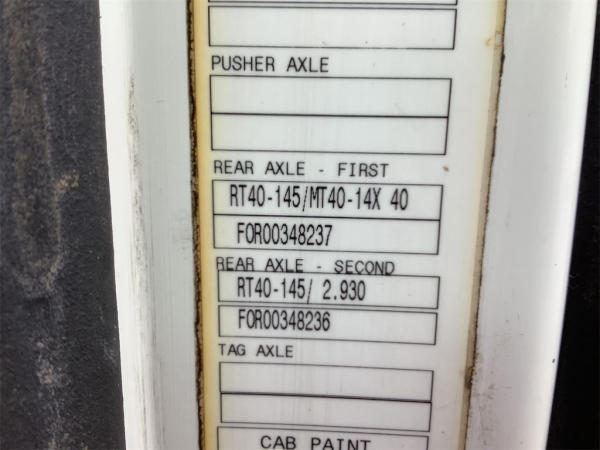 PUSHER AXLE
REAR AXLE - FIRST
RT40-145/MT40-14X 40
FOR00348237
REAR AXLE - SECOND
RT40-145/ 2.930
FOR00348236
TAG AXLE
CAB PAINT